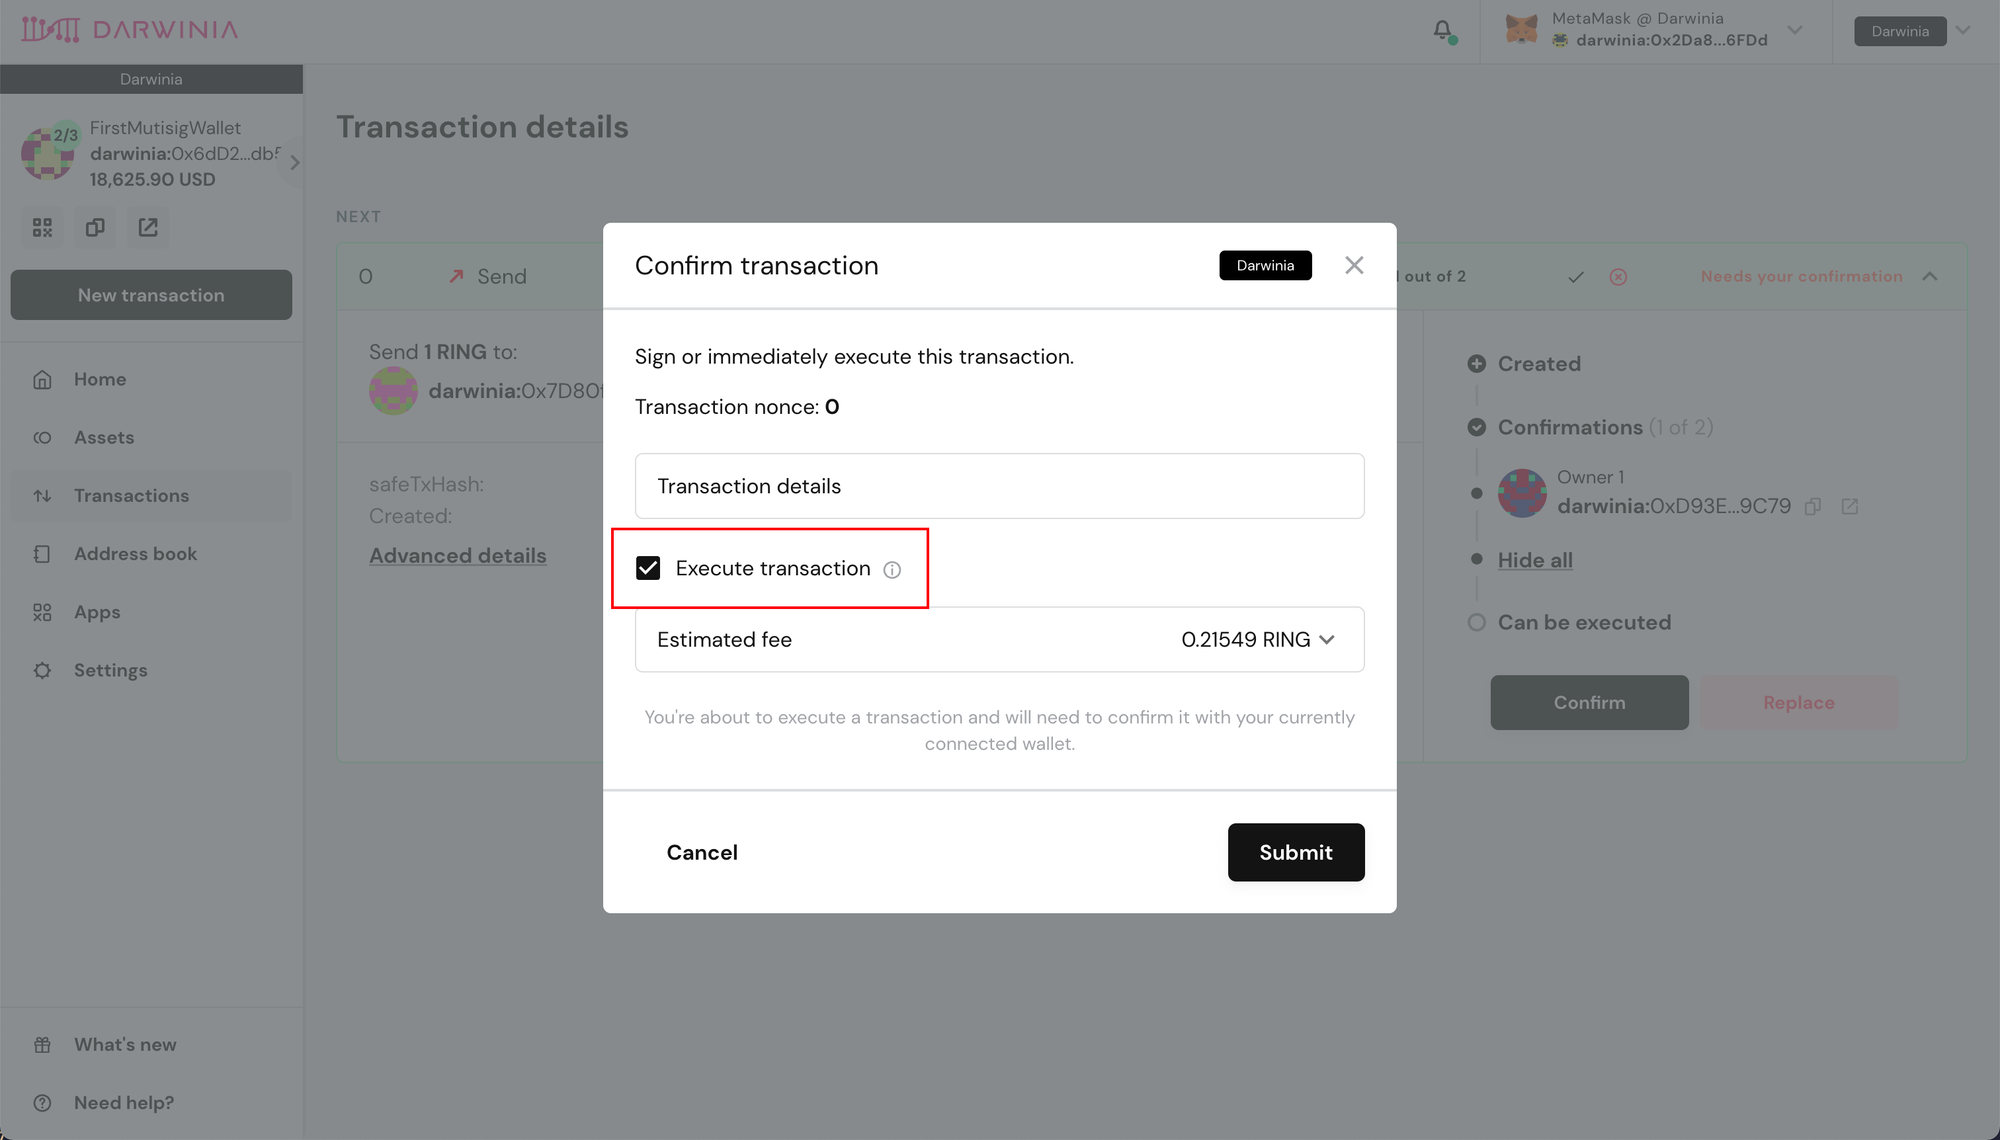 DARWINIA
MetaMask @ Darwinia
darwinia:0x2Da8...6FDd
Darwinia
Darwinia
2/3
FirstMutisigWallet
darwinia:0x6dD2...db5
18,625.90 USD
New transaction
Home
Assets
Transactions
Address book
Apps
Settings
What's new
Need help?
Transaction details
NEXT
0
Send
out of 2
Needs your confirmation
Send 1 RING to:
darwinia:0x7D80f
safeTxHash:
Created:
Advanced details
Created
Confirmations (1 of 2)
Owner 1
darwinia:0xD93E...9C79
Hide all
Can be executed
Confirm
Replace
Confirm transaction
Darwinia
Sign or immediately execute this transaction.
Transaction nonce: 0
Transaction details
Execute transaction
Estimated fee
0.21549 RING
You're about to execute a transaction and will need to confirm it with your currently
connected wallet.
Cancel
Submit